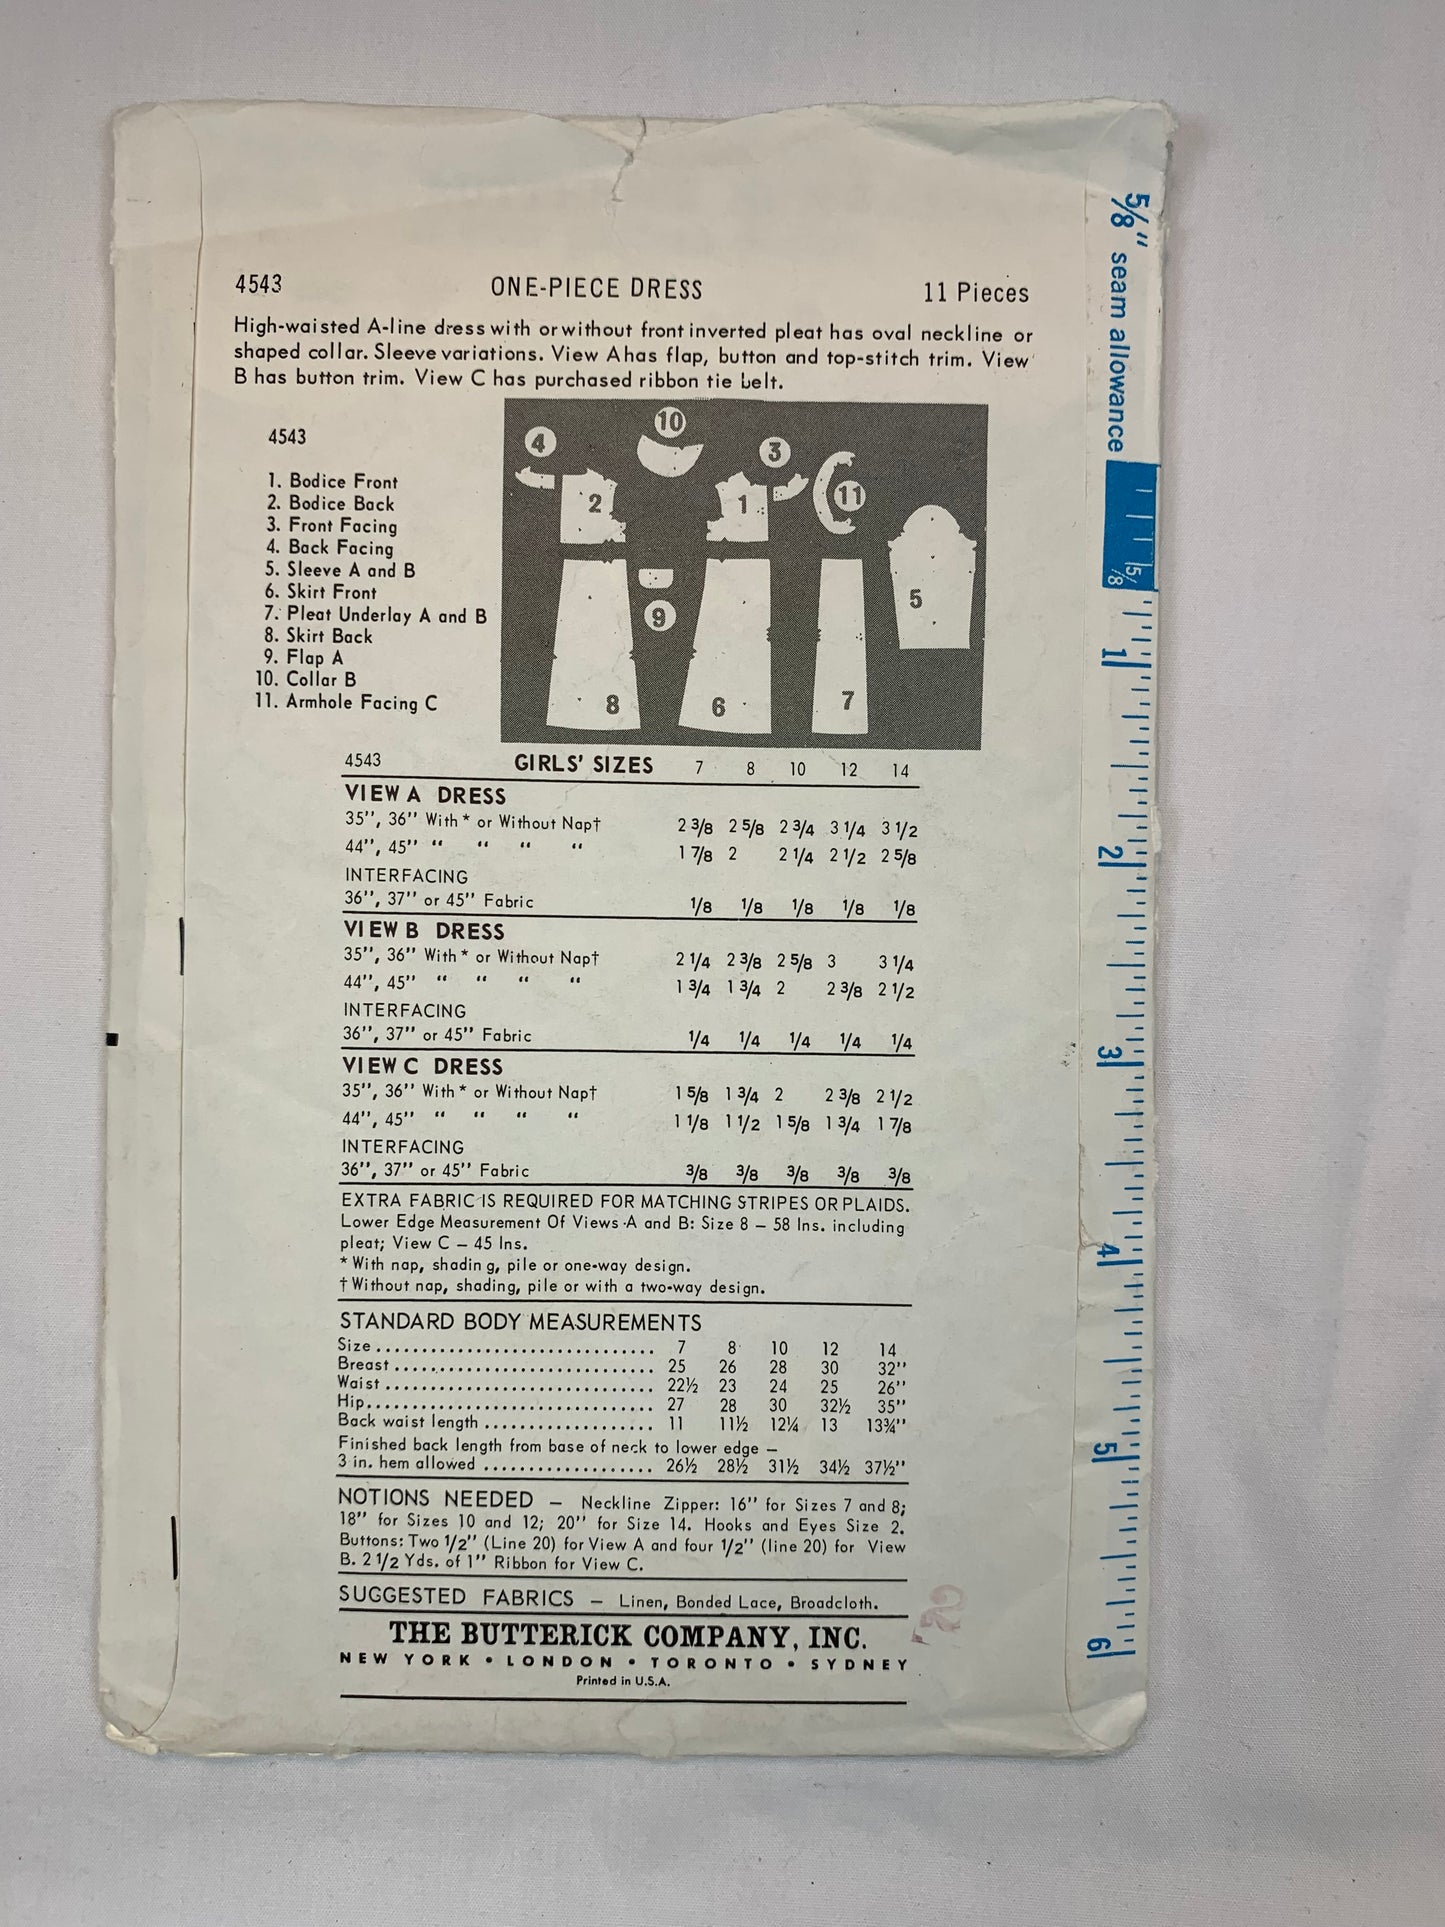 4543 ONE-PIECE DRESS 11 Pieces
High-waisted A-line dress with or without front inverted pleat has oval neckline or
shaped collar. Sleeve variations. View A has flap, button and top-stitch trim. View
B has button trim. View C has purchased ribbon tie belt.
4543
1. Bodice Front
2. Bodice Back
3. Front Facing
4. Back Facing
5. Sleeve A and B
6. Skirt Front
7. Pleat Underlay A and B
8. Skirt Back
9. Flap A
10. Collar B
11. Armhole Facing C
10
4 3
2 1 11
9 5
8 6 7
4543 GIRLS' SIZES 7 8 10 12 14
VIEW A DRESS
35'', 36'' With * or Without Nap† 2 3/8 2 5/8 2 3/4 3 1/4 3 1/2
44'', 45'' “ “ “ “ 1 7/8 2 2 1/4 2 1/2 2 5/8
INTERFACING
36'', 37'' or 45'' Fabric 1/8 1/8 1/8 1/8 1/8
VIEW B DRESS
35'', 36'' With * or Without Nap† 2 1/4 2 3/8 2 5/8 3 3 1/4
44'', 45'' “ “ “ “ 1 3/4 1 3/4 2 2 3/8 2 1/2
INTERFACING
36'', 37'' or 45'' Fabric 1/4 1/4 1/4 1/4 1/4
VIEW C DRESS
35'', 36'' With * or Without Nap† 1 5/8 1 3/4 2 2 3/8 2 1/2
44'', 45'' “ “ “ “ 1 1/8 1 1/2 1 5/8 1 3/4 1 7/8
INTERFACING
36'', 37'' or 45'' Fabric 3/8 3/8 3/8 3/8 3/8
EXTRA FABRIC IS REQUIRED FOR MATCHING STRIPES OR PLAIDS.
Lower Edge Measurement Of Views A and B: Size 8 – 58 Ins. including
pleat; View C – 45 Ins.
* With nap, shading, pile or one-way design.
† Without nap, shading, pile or with a two-way design.
STANDARD BODY MEASUREMENTS
Size .............................. 7 8 10 12 14
Breast ............................ 25 26 28 30 32''
Waist ............................. 22½ 23 24 25 26''
Hip................................ 27 28 30 32½ 35''
Back waist length .................. 11 11½ 12¼ 13 13¾''
Finished back length from base of neck to lower edge –
3 in. hem allowed ................... 26½ 28½ 31½ 34½ 37½''
NOTIONS NEEDED – Neckline Zipper: 16'' for Sizes 7 and 8;
18'' for Sizes 10 and 12; 20'' for Size 14. Hooks and Eyes Size 2.
Buttons: Two 1/2'' (Line 20) for View A and four 1/2'' (line 20) for View
B. 2 1/2 Yds. of 1'' Ribbon for View C.
SUGGESTED FABRICS – Linen, Bonded Lace, Broadcloth.
THE BUTTERICK COMPANY, INC.
NEW YORK • LONDON • TORONTO • SYDNEY
Printed in U.S.A.
5/8'' seam allowance
5/8
1
2
3
4
5
6